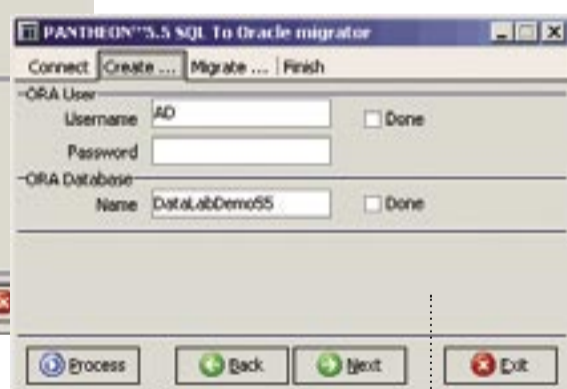 PANTHEON™5.5 SQL To Oracle migrator
Connect Create ... Migrate ... Finish
ORA User
Username AD Done
Password
ORA Database
Name DataLabDemo55 Done
Process Back Next Exit